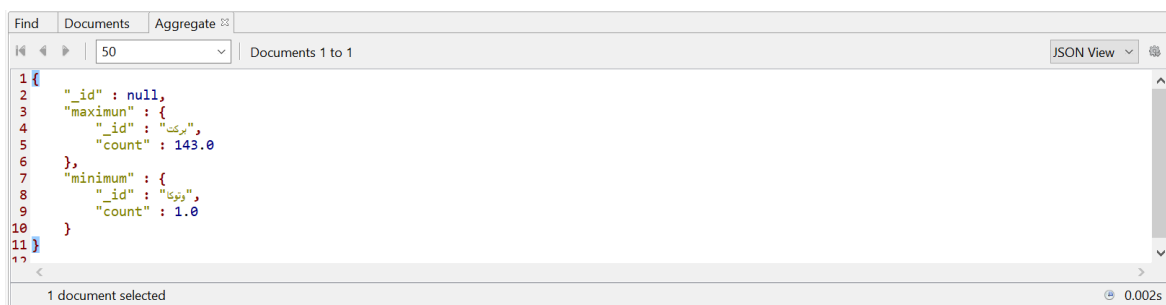 Find Documents Aggregate
50 Documents 1 to 1 JSON View
1 {
2 "_id" : null,
3 "maximun" : {
4 "_id" : "برکت",
5 "count" : 143.0
6 },
7 "minimum" : {
8 "_id" : "وتوکا",
9 "count" : 1.0
10 }
11 }
12
1 document selected 0.002s